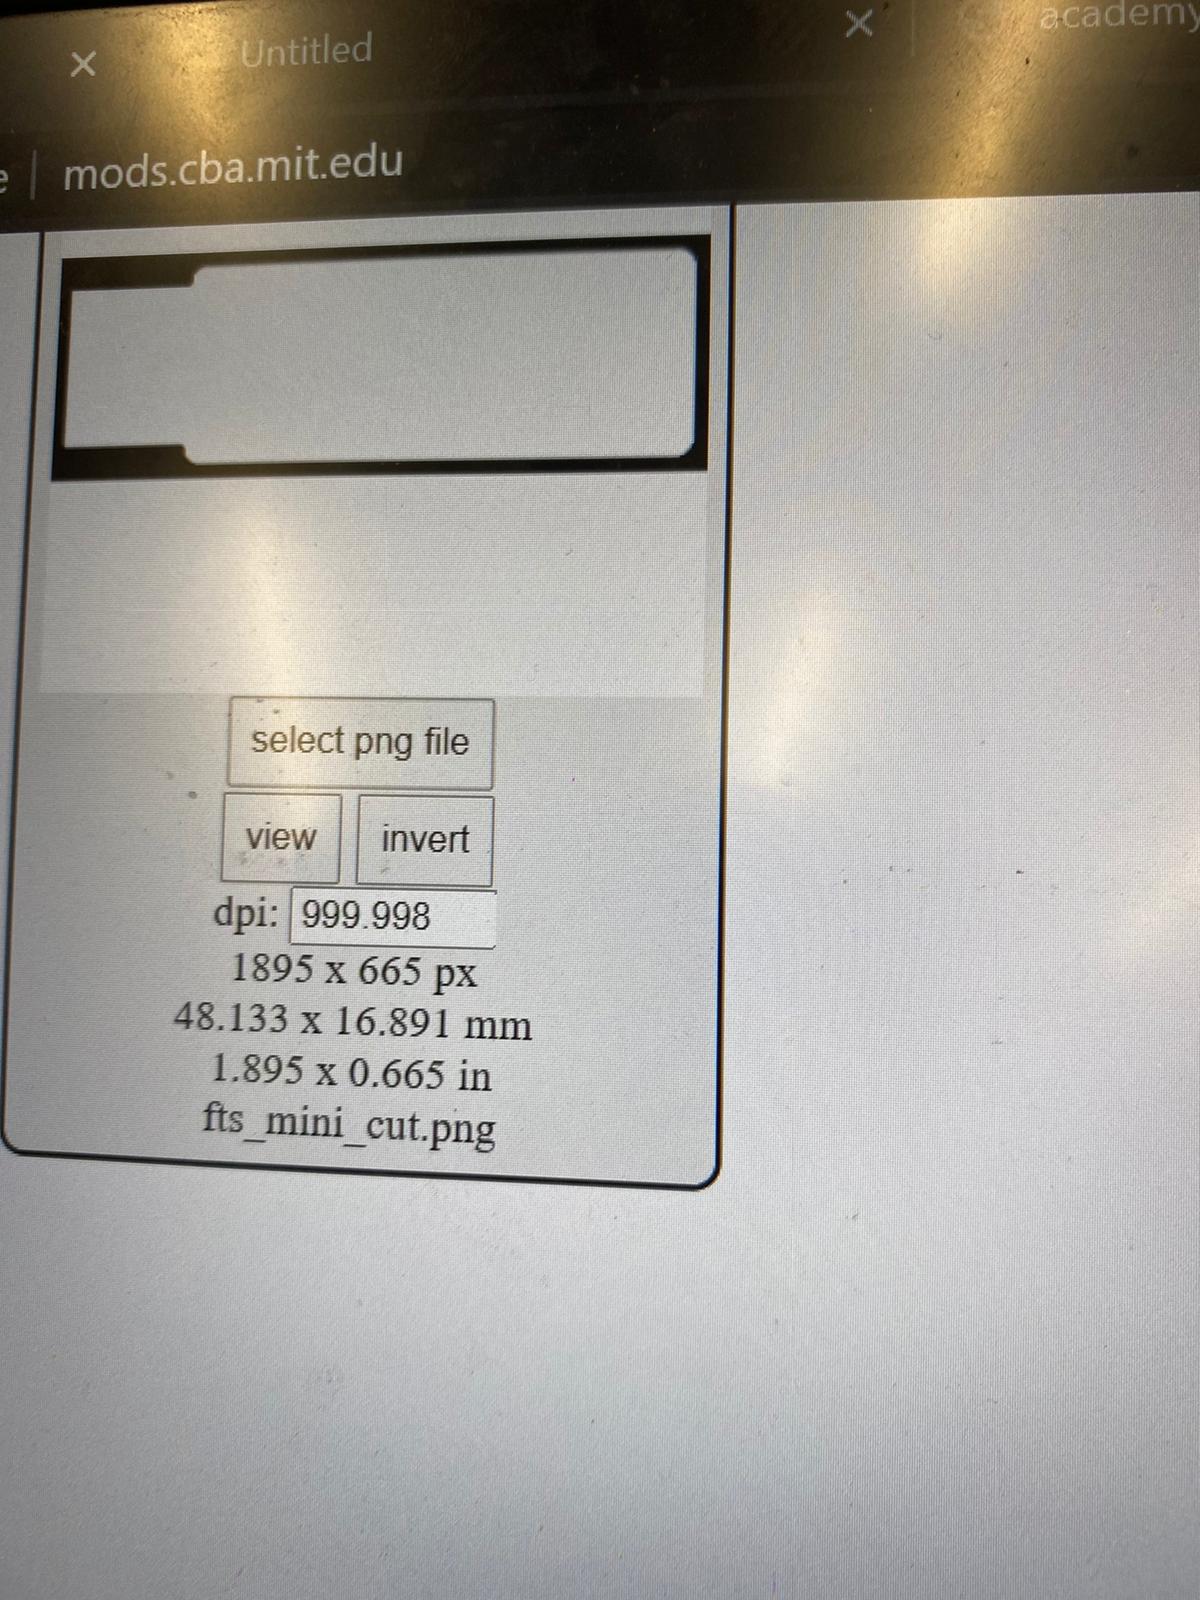 Untitled
academy
mods.cba.mit.edu
select png file
view invert
dpi: 999.998
1895 x 665 px
48.133 x 16.891 mm
1.895 x 0.665 in
fts_mini_cut.png